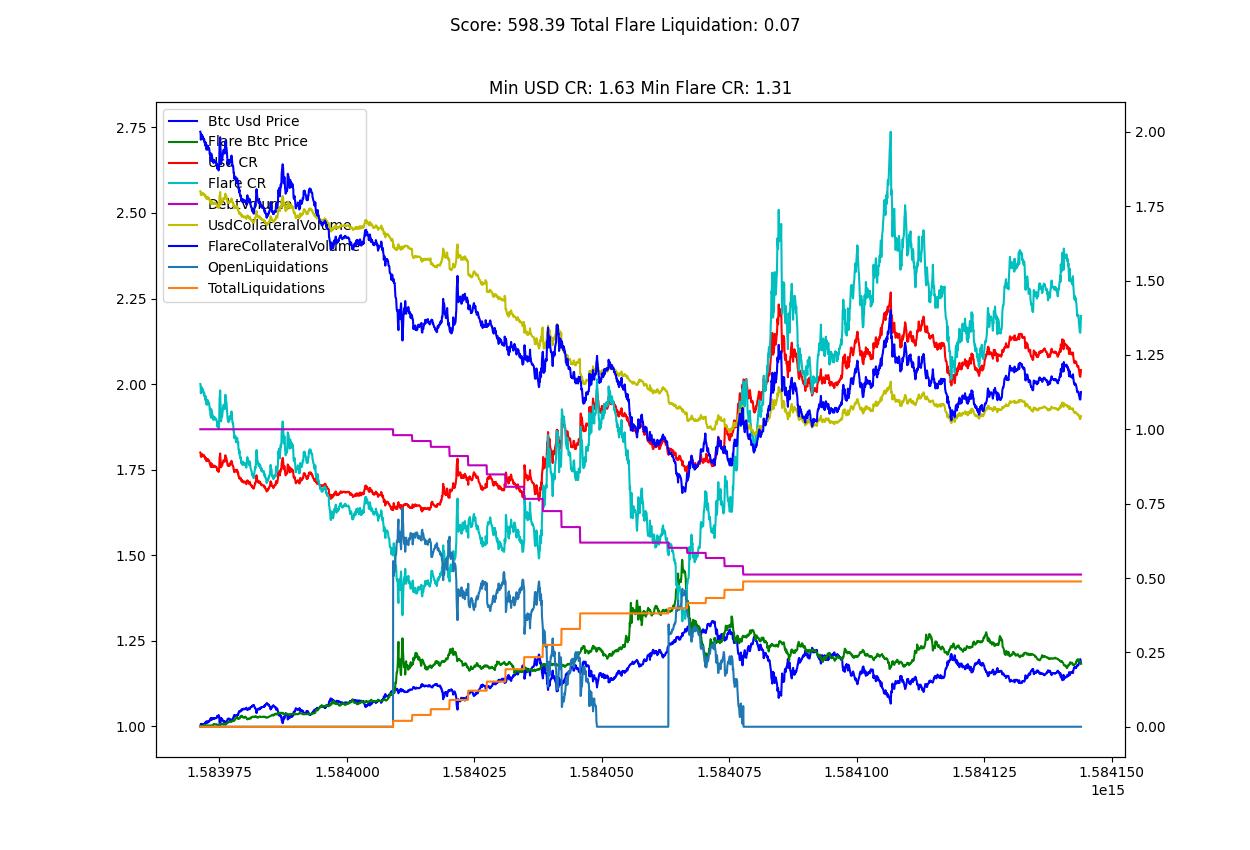 Score: 598.39 Total Flare Liquidation: 0.07
Min USD CR: 1.63 Min Flare CR: 1.31
Btc Usd Price
Flare Btc Price
Usd CR
Flare CR
DebtVolume
UsdCollateralVolume
FlareCollateralVolume
OpenLiquidations
TotalLiquidations
2.75
2.50
2.25
2.00
1.75
1.50
1.25
1.00
2.00
1.75
1.50
1.25
1.00
0.75
0.50
0.25
0.00
1.583975 1.584000 1.584025 1.584050 1.584075 1.584100 1.584125 1.584150
1e15